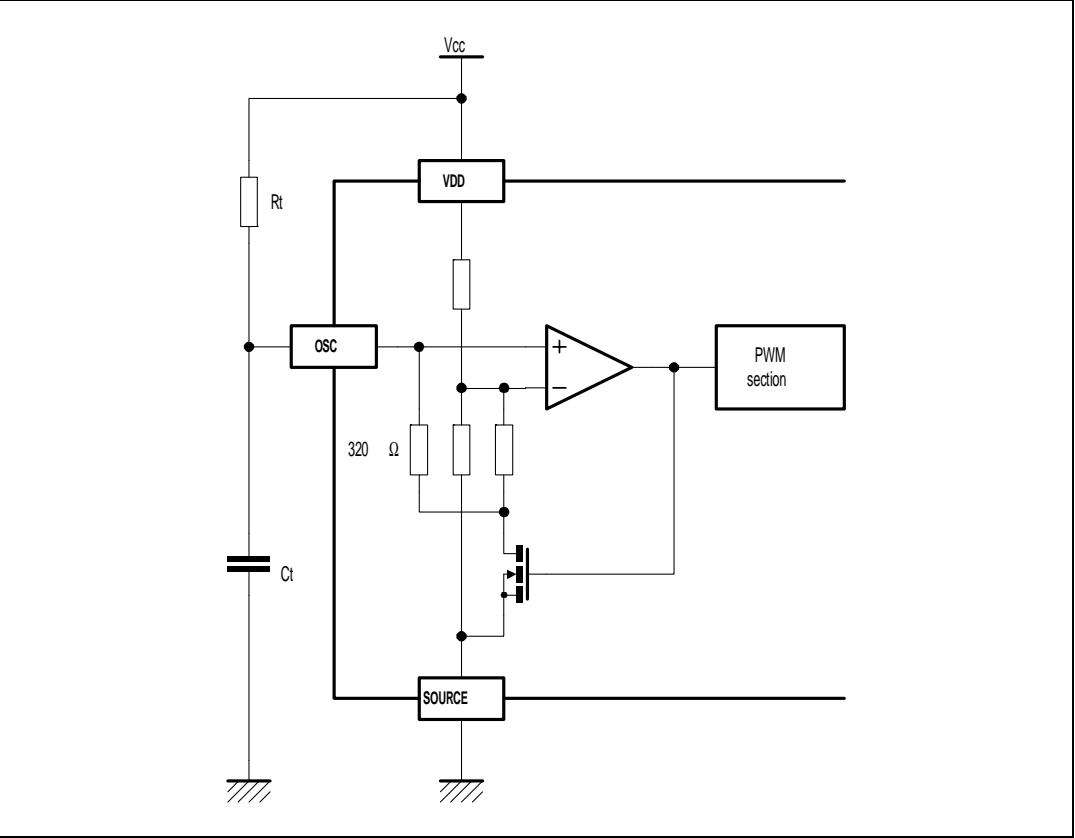 Vcc
VDD
Rt
OSC
+
−
PWM
section
320 Ω
Ct
SOURCE